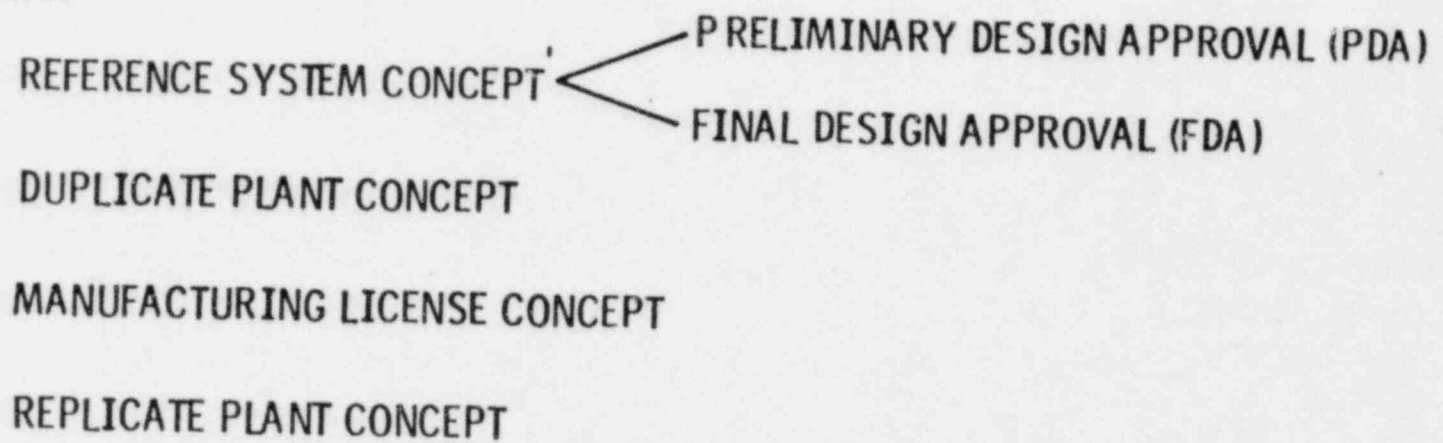 PRELIMINARY DESIGN APPROVAL (PDA)
REFERENCE SYSTEM CONCEPT
FINAL DESIGN APPROVAL (FDA)
DUPLICATE PLANT CONCEPT
MANUFACTURING LICENSE CONCEPT
REPLICATE PLANT CONCEPT